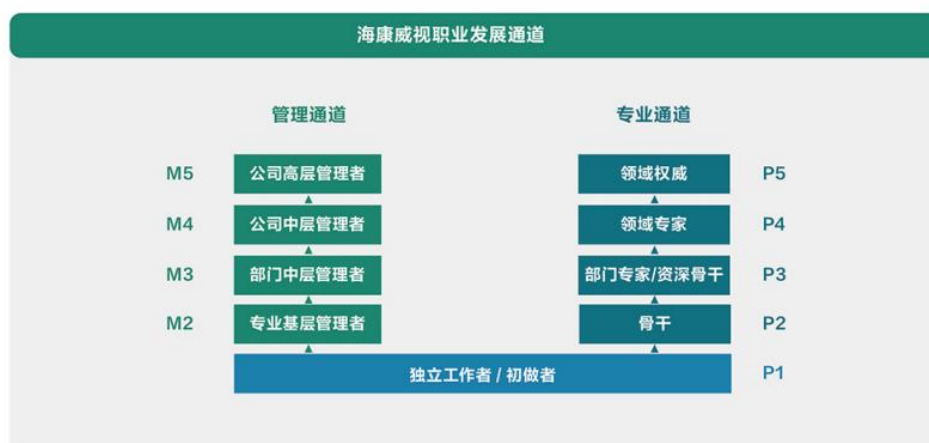 海康威视职业发展通道
管理通道 专业通道
M5 公司高层管理者 领域权威 P5
M4 公司中层管理者 领域专家 P4
M3 部门中层管理者 部门专家/资深骨干 P3
M2 专业基层管理者 骨干 P2
独立工作者 / 初做者 P1